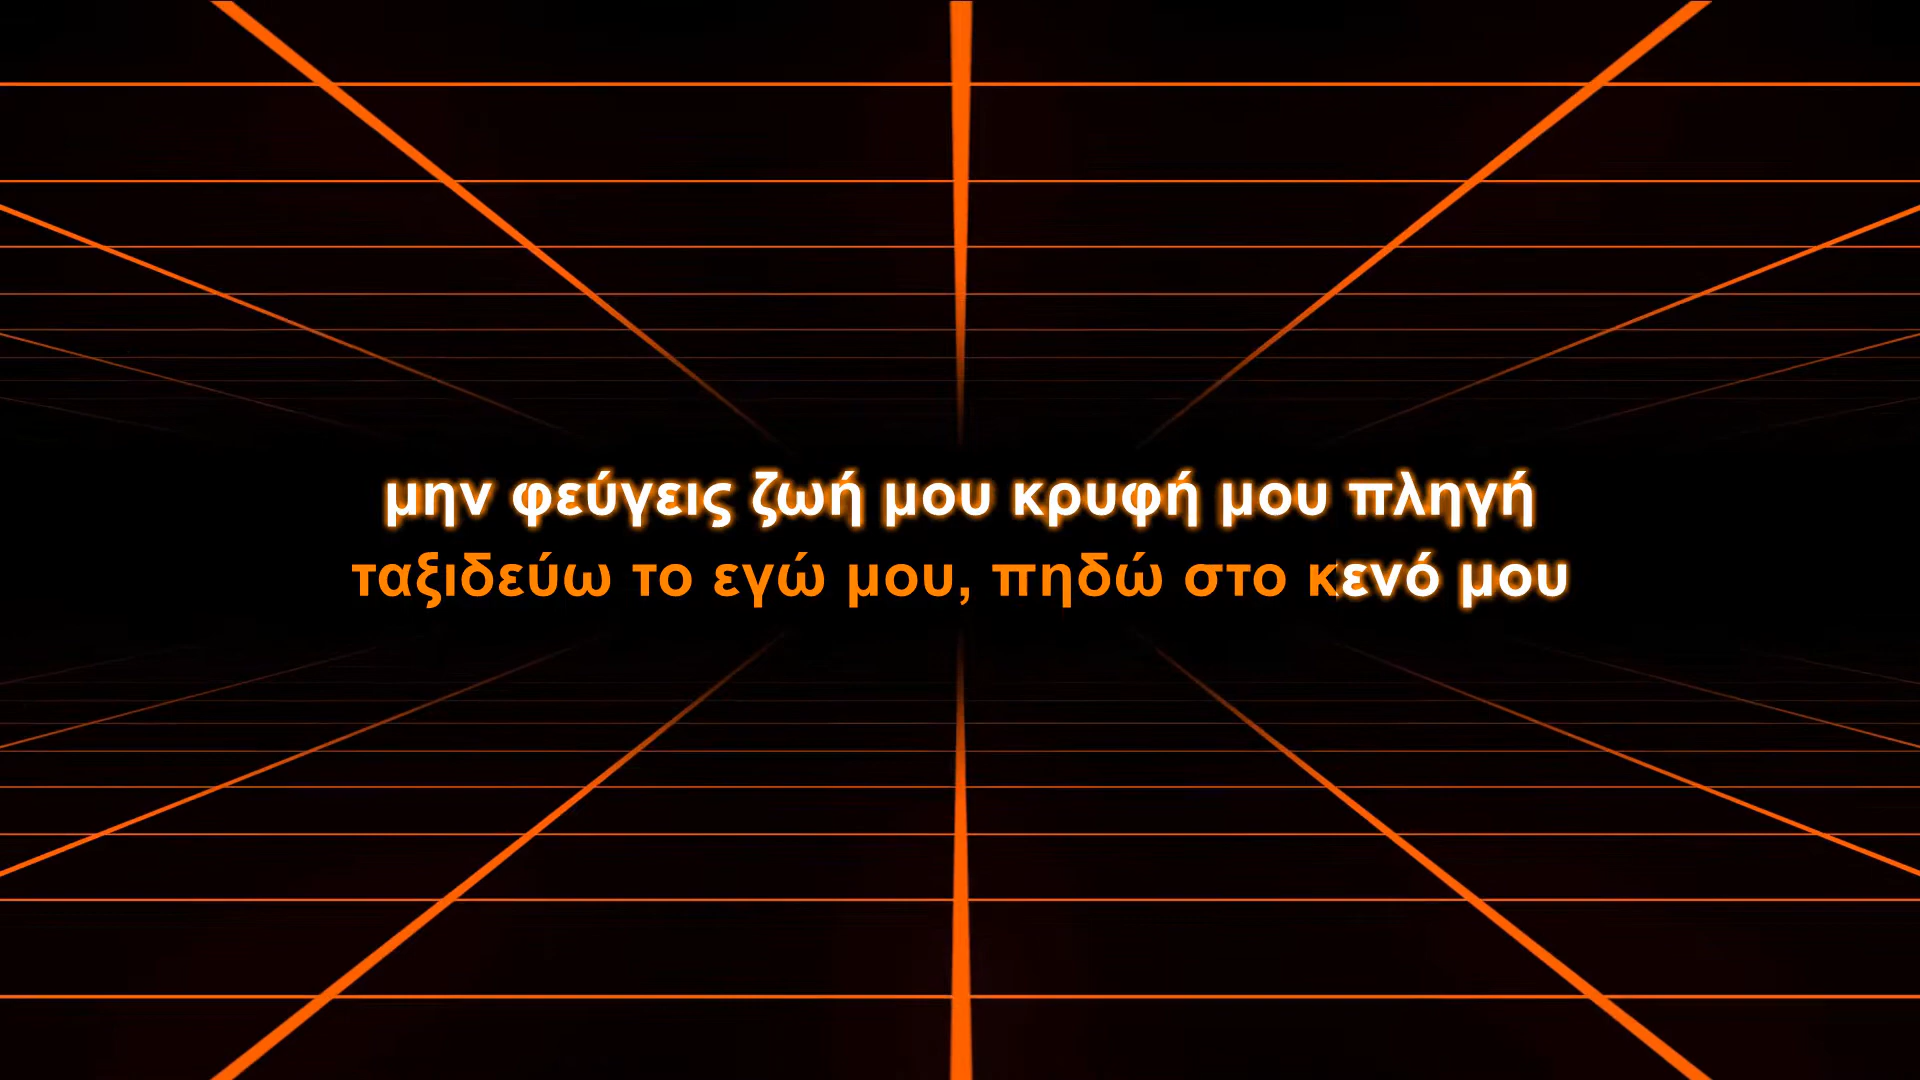 μην φεύγεις ζωή μου κρυφή μου πληγή
ταξιδεύω το εγώ μου, πηδώ στο κενό μου